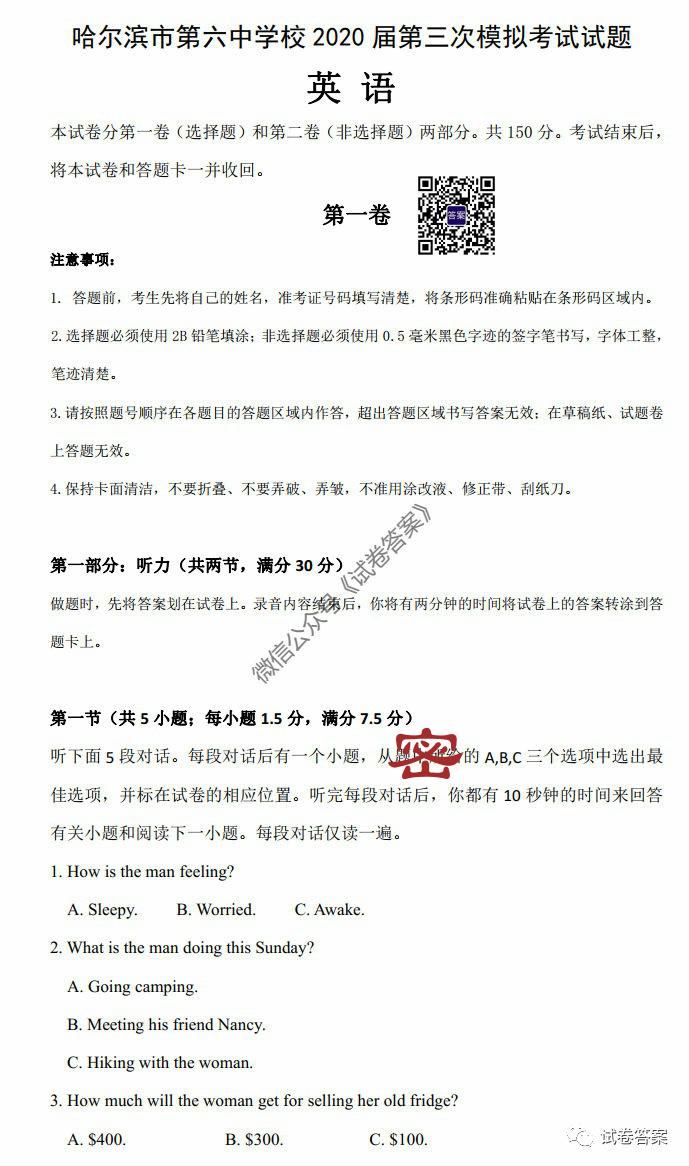 哈尔滨市第六中学校 2020 届第三次模拟考试试题
英 语
本试卷分第一卷（选择题）和第二卷（非选择题）两部分。共 150 分。考试结束后，
将本试卷和答题卡一并收回。
第一卷
答案
注意事项：
1. 答题前，考生先将自己的姓名，准考证号码填写清楚，将条形码准确粘贴在条形码区域内。
2.选择题必须使用 2B 铅笔填涂；非选择题必须使用 0.5 毫米黑色字迹的签字笔书写，字体工整，
笔迹清楚。
3.请按照题号顺序在各题目的答题区域内作答，超出答题区域书写答案无效；在草稿纸、试题卷
上答题无效。
4.保持卡面清洁，不要折叠、不要弄破、弄皱，不准用涂改液、修正带、刮纸刀。
微信公众号《试卷答案》
第一部分：听力（共两节，满分 30 分）
做题时，先将答案划在试卷上。录音内容结束后，你将有两分钟的时间将试卷上的答案转涂到答
题卡上。
第一节（共 5 小题；每小题 1.5 分，满分 7.5 分）
密
听下面 5 段对话。每段对话后有一个小题，从题中所给的 A,B,C 三个选项中选出最
佳选项，并标在试卷的相应位置。听完每段对话后，你都有 10 秒钟的时间来回答
有关小题和阅读下一小题。每段对话仅读一遍。
1. How is the man feeling?
A. Sleepy. B. Worried. C. Awake.
2. What is the man doing this Sunday?
A. Going camping.
B. Meeting his friend Nancy.
C. Hiking with the woman.
3. How much will the woman get for selling her old fridge?
A. $400. B. $300. C. $100.
试卷答案